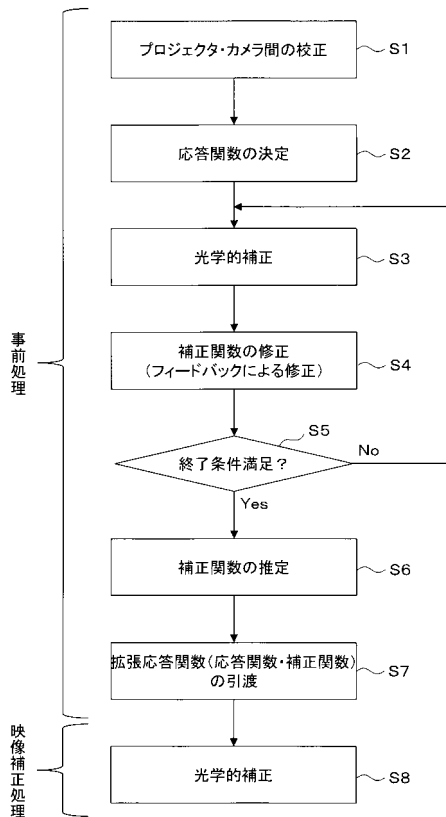 プロジェクタ・カメラ間の校正
S1
応答関数の決定
S2
光学的補正
S3
補正関数の修正
(フィードバックによる修正)
S4
S5
終了条件満足?
No
Yes
補正関数の推定
S6
拡張応答関数(応答関数・補正関数)
の引渡
S7
光学的補正
S8
事前処理
映像補正処理